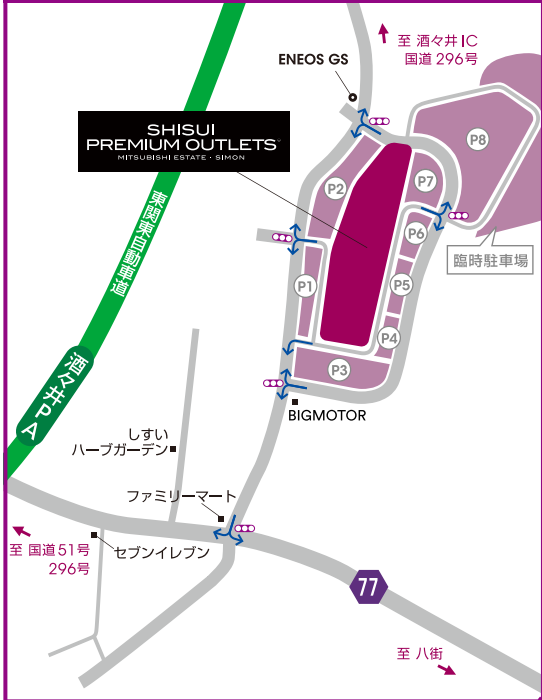 至 酒々井IC
国道296号
ENEOS GS
SHISUI
PREMIUM OUTLETS
MITSUBISHI ESTATE · SIMON
P8
P2
P7
P6
臨時駐車場
P1
P5
P4
P3
東関東自動車道
酒々井PA
BIGMOTOR
しすい
ハーブガーデン
ファミリーマート
至 国道51号
296号
セブンイレブン
77
至 八街